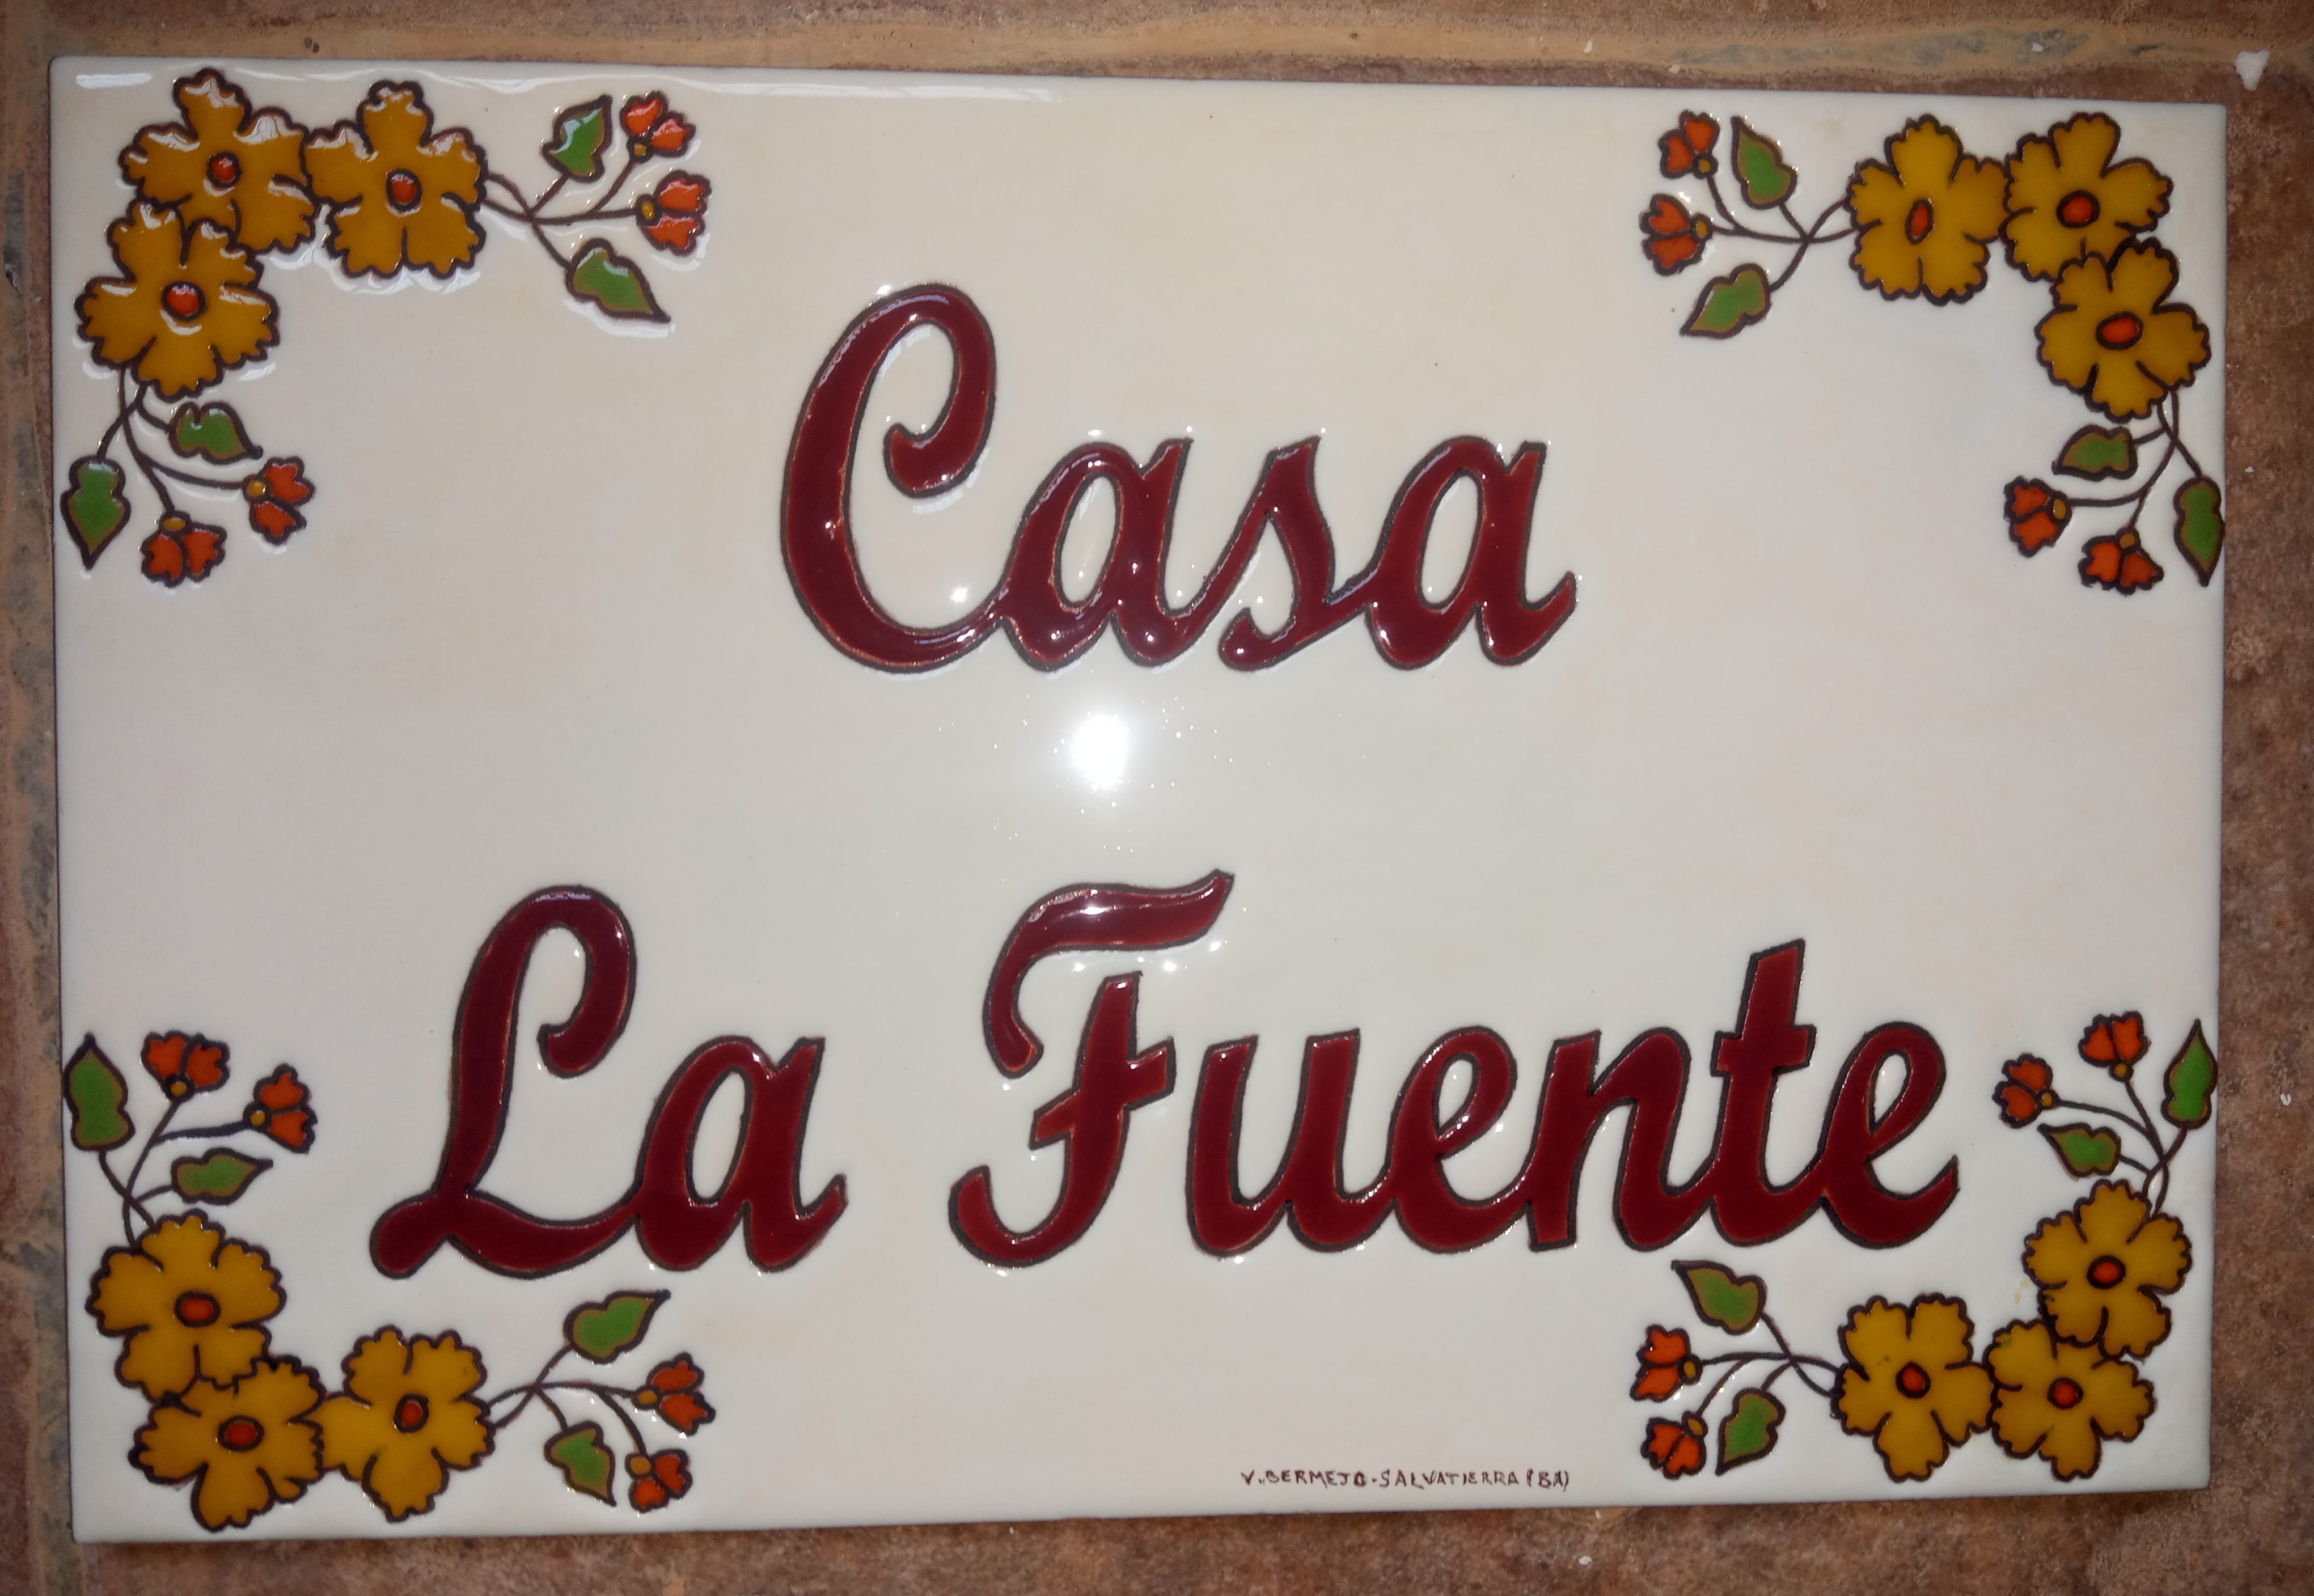 Casa
La Fuente
V. BERMEJO-SALVATIERRA (BA)